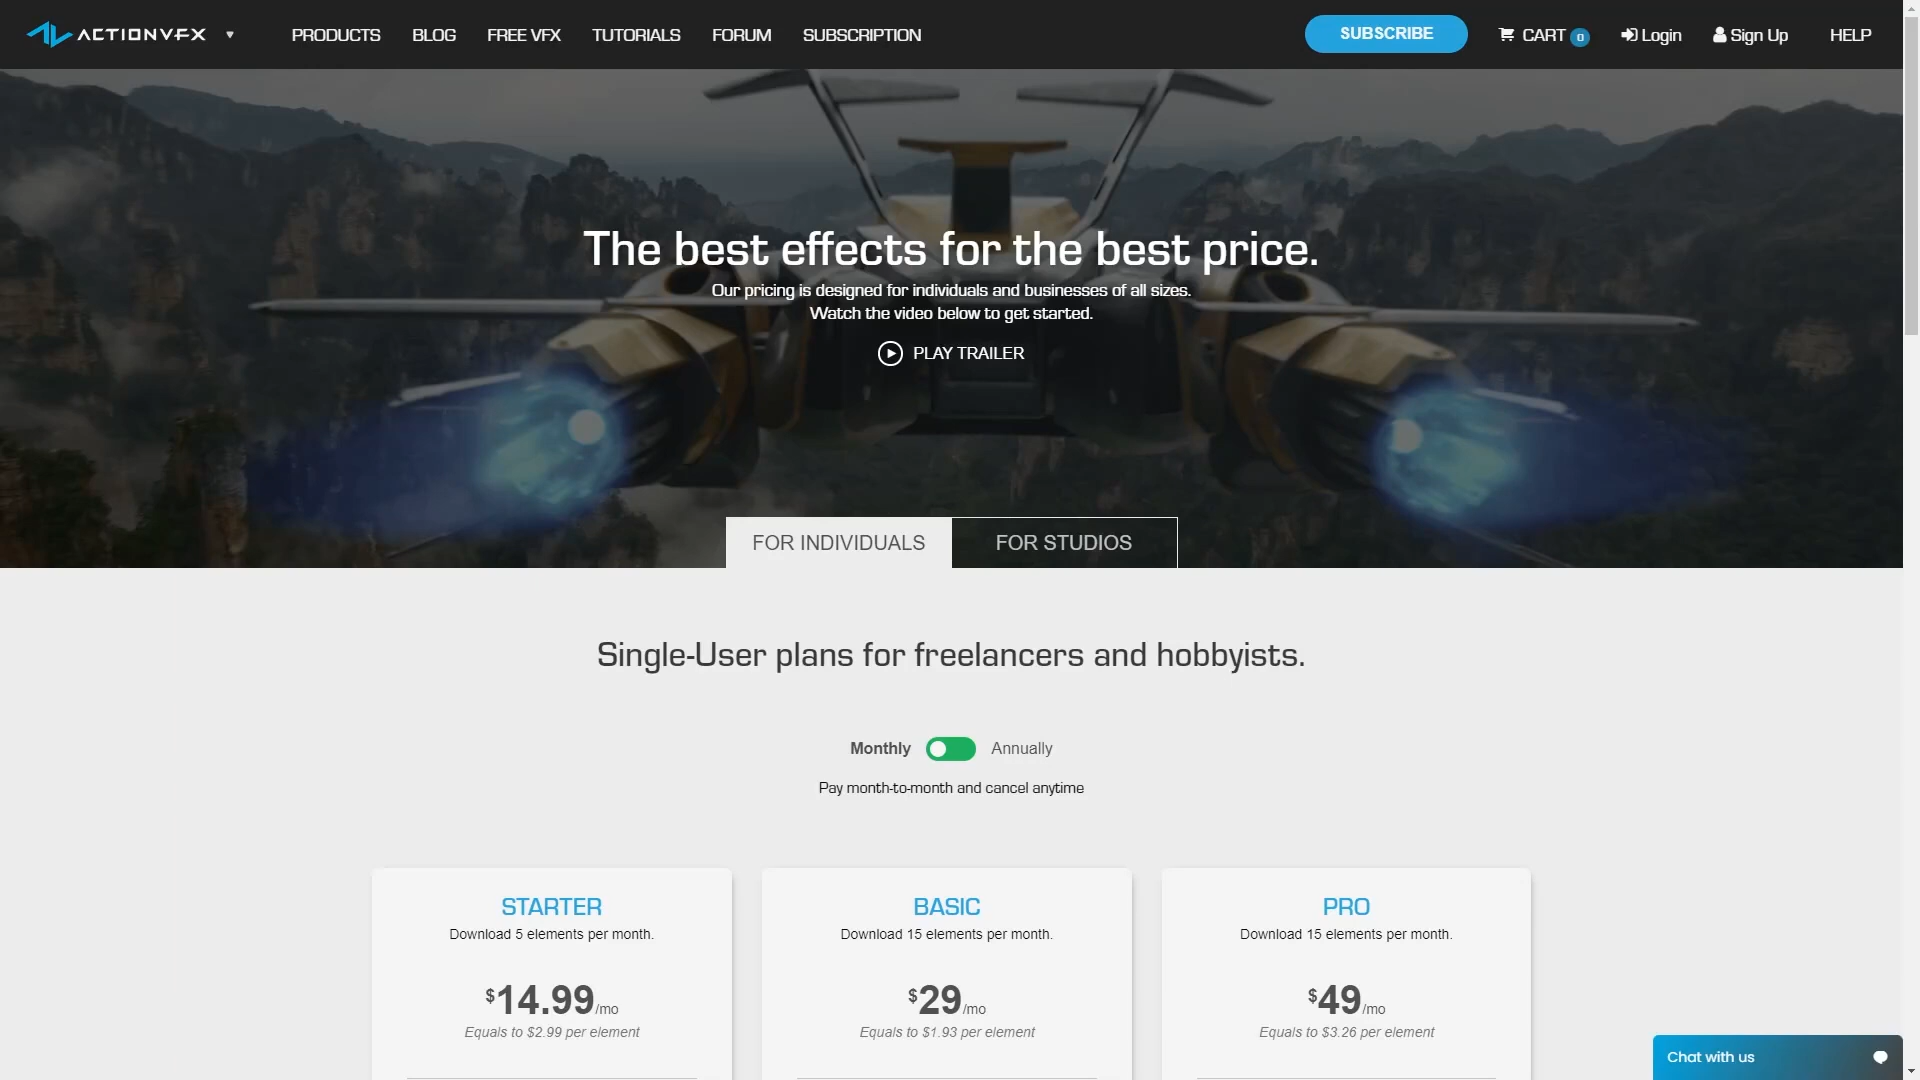 ACTIONVFX
PRODUCTS
BLOG
FREE VFX
TUTORIALS
FORUM
SUBSCRIPTION
SUBSCRIBE
CART 0
Login
Sign Up
HELP
The best effects for the best price.
Our pricing is designed for individuals and businesses of all sizes.
Watch the video below to get started.
PLAY TRAILER
FOR INDIVIDUALS
FOR STUDIOS
Single-User plans for freelancers and hobbyists.
Monthly
Annually
Pay month-to-month and cancel anytime
STARTER
Download 5 elements per month.
$14.99/mo
Equals to $2.99 per element
BASIC
Download 15 elements per month.
$29/mo
Equals to $1.93 per element
PRO
Download 15 elements per month.
$49/mo
Equals to $3.26 per element
Chat with us